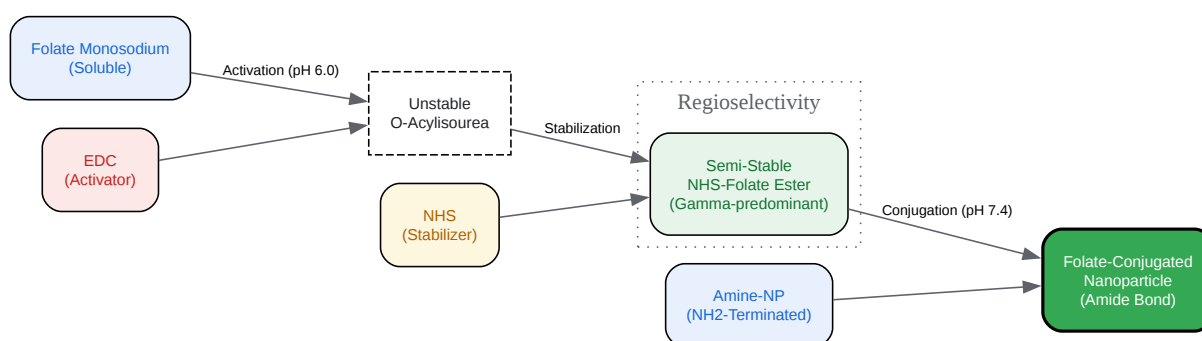 Folate Monosodium
(Soluble)
Activation (pH 6.0)
EDC
(Activator)
Unstable
O-Acylisourea
Stabilization
NHS
(Stabilizer)
Regioselectivity
Semi-Stable
NHS-Folate Ester
(Gamma-predominant)
Conjugation (pH 7.4)
Amine-NP
(NH2-Terminated)
Folate-Conjugated
Nanoparticle
(Amide Bond)